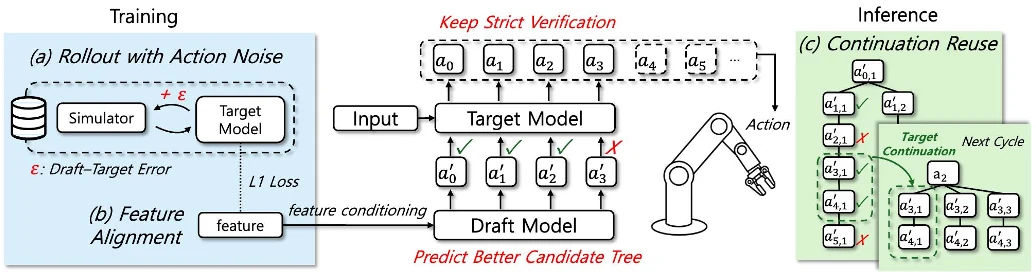 Training
(a) Rollout with Action Noise
+ ε
Simulator
Target
Model
ε: Draft–Target Error
L1 Loss
(b) Feature
Alignment
feature
feature conditioning
Keep Strict Verification
a₀ a₁ a₂ a₃ a₄ a₅ ...
Input
Target Model
✓ ✓ ✓ X
a′₀ a′₁ a′₂ a′₃
Draft Model
Predict Better Candidate Tree
Action
Inference
(c) Continuation Reuse
a′₀,₁
a′₁,₁ ✓ a′₁,₂
a′₂,₁ X
a′₃,₁ ✓
a′₄,₁ ✓
a′₅,₁ X
Target
Continuation
Next Cycle
a₂
a′₃,₁ a′₃,₂ a′₃,₃
a′₄,₁ a′₄,₂ a′₄,₃